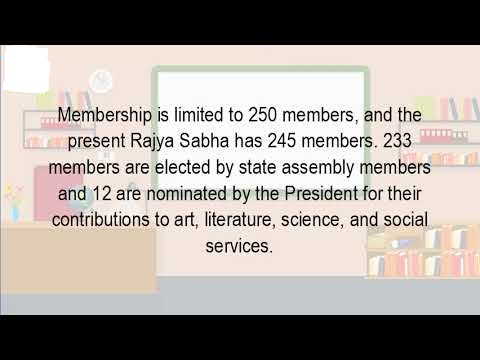 Membership is limited to 250 members, and the
present Rajya Sabha has 245 members. 233
members are elected by state assembly members
and 12 are nominated by the President for their
contributions to art, literature, science, and social
services.